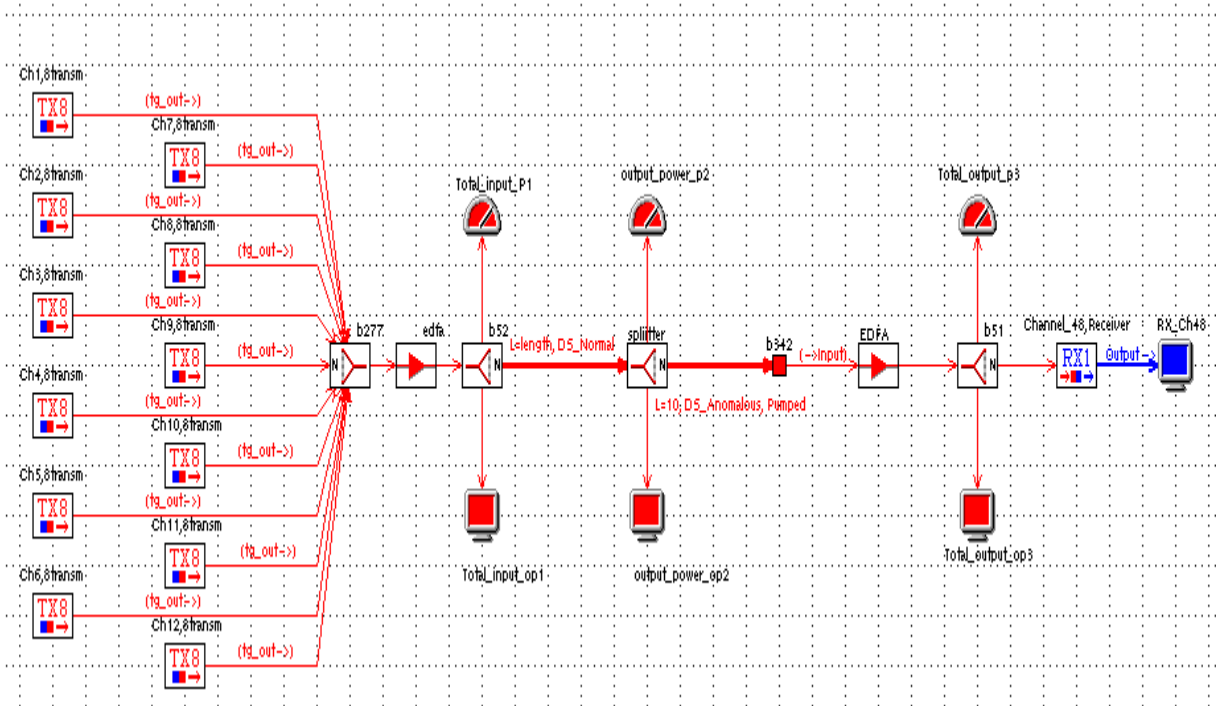 Ch1,8transm
TX8
(tg_out->)
Ch7,8transm
TX8
(tg_out->)
Ch2,8transm
TX8
(tg_out->)
Ch8,8transm
TX8
(tg_out->)
Ch3,8transm
TX8
(tg_out->)
Ch9,8transm
TX8
(tg_out->)
Ch4,8transm
TX8
(tg_out->)
Ch10,8transm
TX8
(tg_out->)
Ch5,8transm
TX8
(tg_out->)
Ch11,8transm
TX8
(tg_out->)
Ch6,8transm
TX8
(tg_out->)
Ch12,8transm
TX8
(tg_out->)
b277
N
edfa
Total_input_P1
b52
N
Total_input_op1
L=length, DS_Normal
output_power_p2
spliitter
N
output_power_op2
L=10; DS_Anomalous, Pumped
b342
(->input)
EDFA
Total_output_p3
b51
N
Total_output_op3
Channel_48,Receiver
RX1
Output->
RX_Ch48